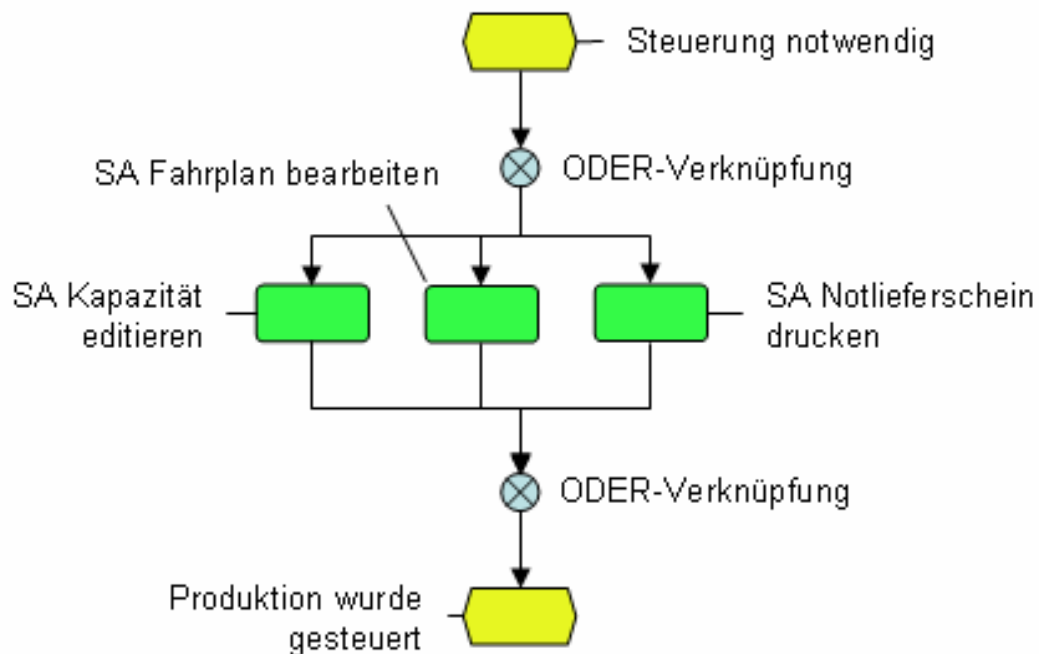 Steuerung notwendig
ODER-Verknüpfung
SA Fahrplan bearbeiten
SA Kapazität
editieren
SA Notlieferschein
drucken
ODER-Verknüpfung
Produktion wurde
gesteuert